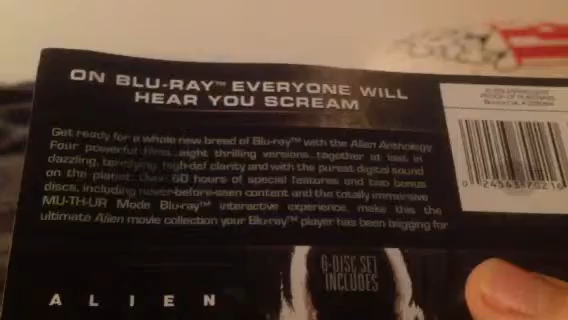 ON BLU-RAY™ EVERYONE WILL
HEAR YOU SCREAM
Get ready for a whole new breed of Blu-ray™ with the Alien Anthology
Four powerful films...eight thrilling versions...together at last in
dazzling, terrifying, high-def clarity and with the purest digital sound
on the planet. Over 60 hours of special features and two bonus
discs, including never-before-seen content and the totally immersive
MU-TH-UR Mode Blu-ray™ interactive experience, make this the
ultimate Alien movie collection your Blu-ray™ player has been begging for
PROOF OF PURCHASE
6-DISC SET
INCLUDES
A L I E N